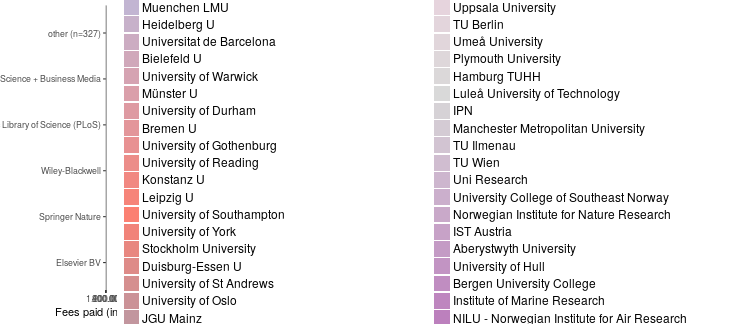 other (n=327)
Science + Business Media
Library of Science (PLoS)
Wiley-Blackwell
Springer Nature
Elsevier BV
Fees paid (in
Muenchen LMU
Heidelberg U
Universitat de Barcelona
Bielefeld U
University of Warwick
Münster U
University of Durham
Bremen U
University of Gothenburg
University of Reading
Konstanz U
Leipzig U
University of Southampton
University of York
Stockholm University
Duisburg-Essen U
University of St Andrews
University of Oslo
JGU Mainz
Uppsala University
TU Berlin
Umeå University
Plymouth University
Hamburg TUHH
Luleå University of Technology
IPN
Manchester Metropolitan University
TU Ilmenau
TU Wien
Uni Research
University College of Southeast Norway
Norwegian Institute for Nature Research
IST Austria
Aberystwyth University
University of Hull
Bergen University College
Institute of Marine Research
NILU - Norwegian Institute for Air Research